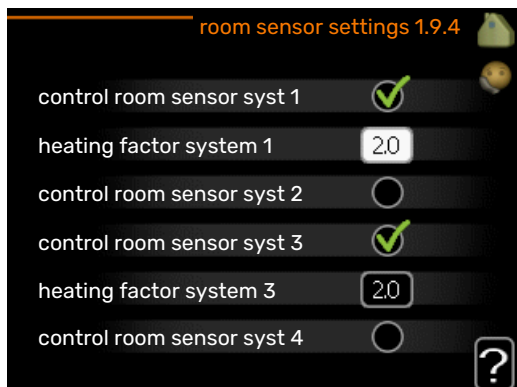 room sensor settings 1.9.4
control room sensor syst 1
heating factor system 1 2.0
control room sensor syst 2
control room sensor syst 3
heating factor system 3 2.0
control room sensor syst 4
?